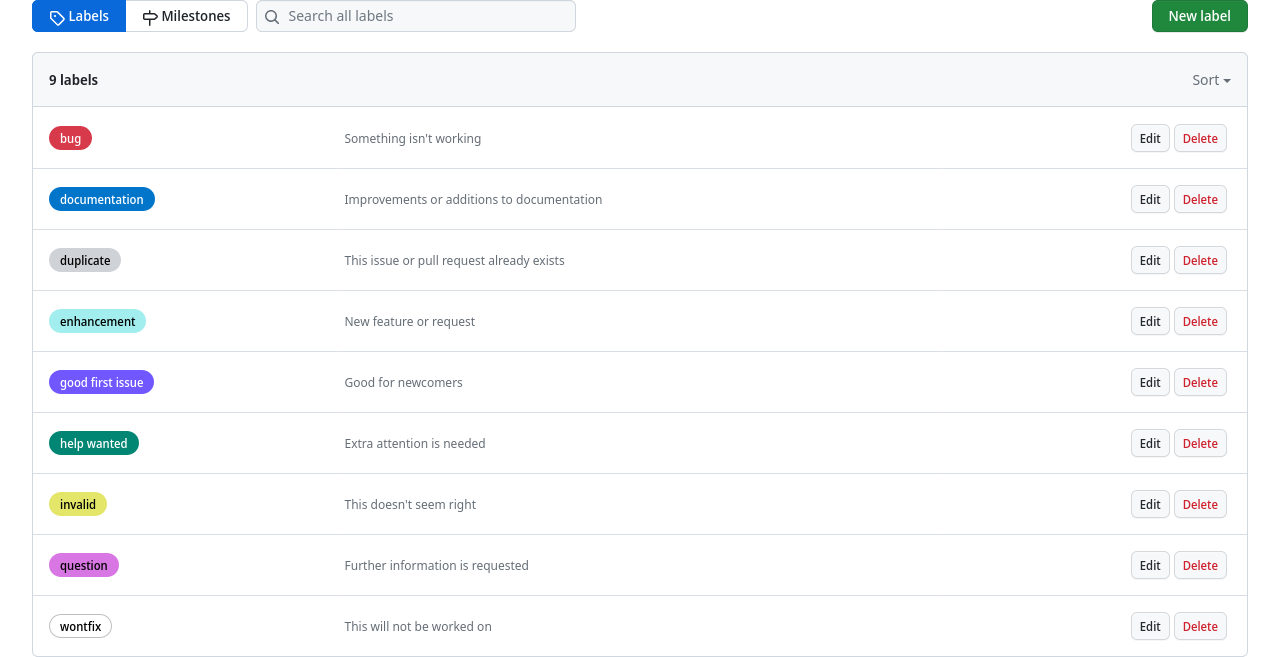 Labels Milestones Search all labels New label
9 labels Sort
bug Something isn't working Edit Delete
documentation Improvements or additions to documentation Edit Delete
duplicate This issue or pull request already exists Edit Delete
enhancement New feature or request Edit Delete
good first issue Good for newcomers Edit Delete
help wanted Extra attention is needed Edit Delete
invalid This doesn't seem right Edit Delete
question Further information is requested Edit Delete
wontfix This will not be worked on Edit Delete